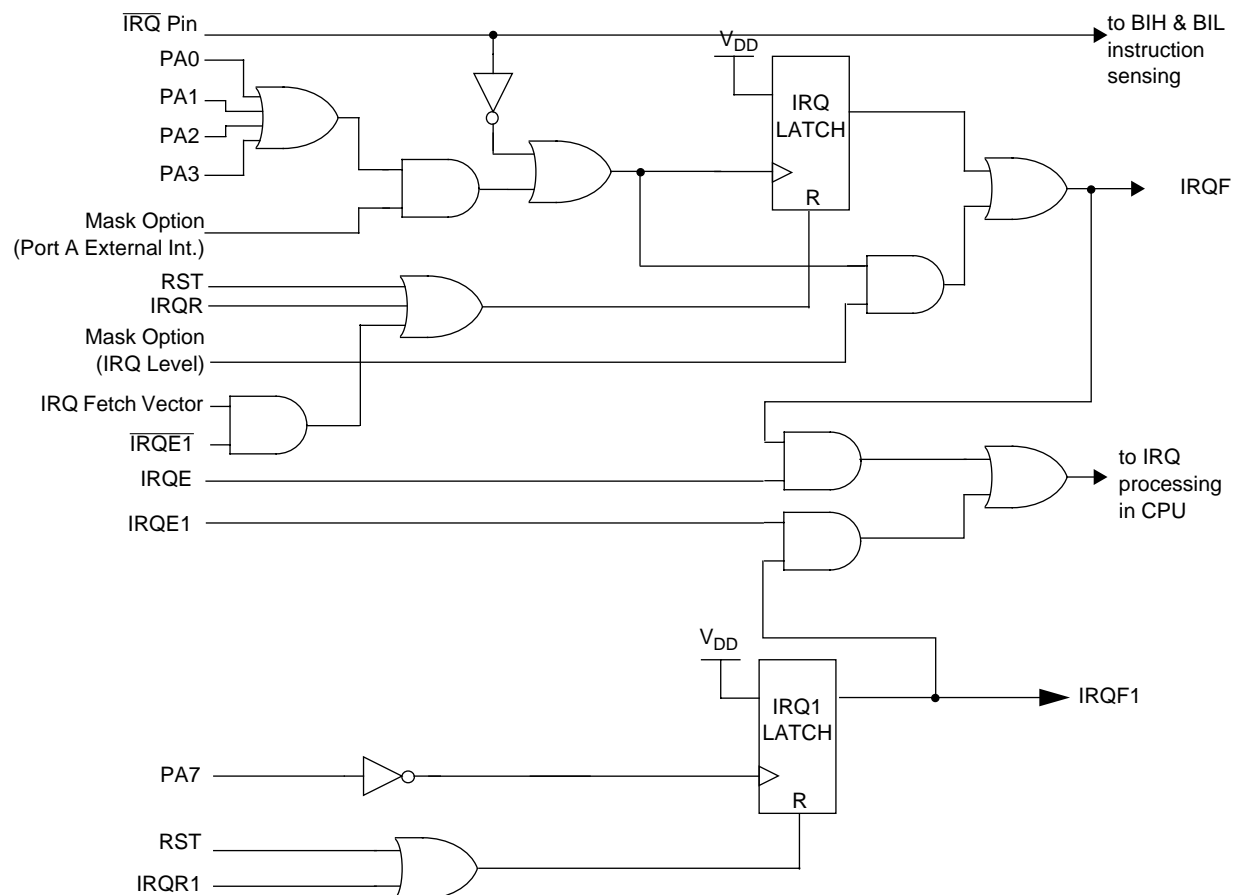 I̅R̅Q̅ Pin
to BIH & BIL
instruction
sensing
VDD
PA0
PA1
PA2
PA3
IRQ
LATCH
R
IRQF
Mask Option
(Port A External Int.)
RST
IRQR
Mask Option
(IRQ Level)
IRQ Fetch Vector
I̅R̅Q̅E̅1̅
IRQE
to IRQ
processing
in CPU
IRQE1
VDD
IRQ1
LATCH
R
IRQF1
PA7
RST
IRQR1